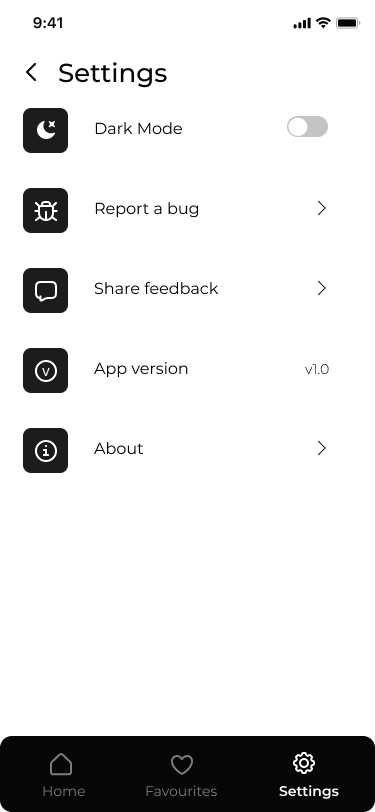 9:41
Settings
Dark Mode
Report a bug
Share feedback
V
App version
v1.0
i
About
Home
Favourites
Settings